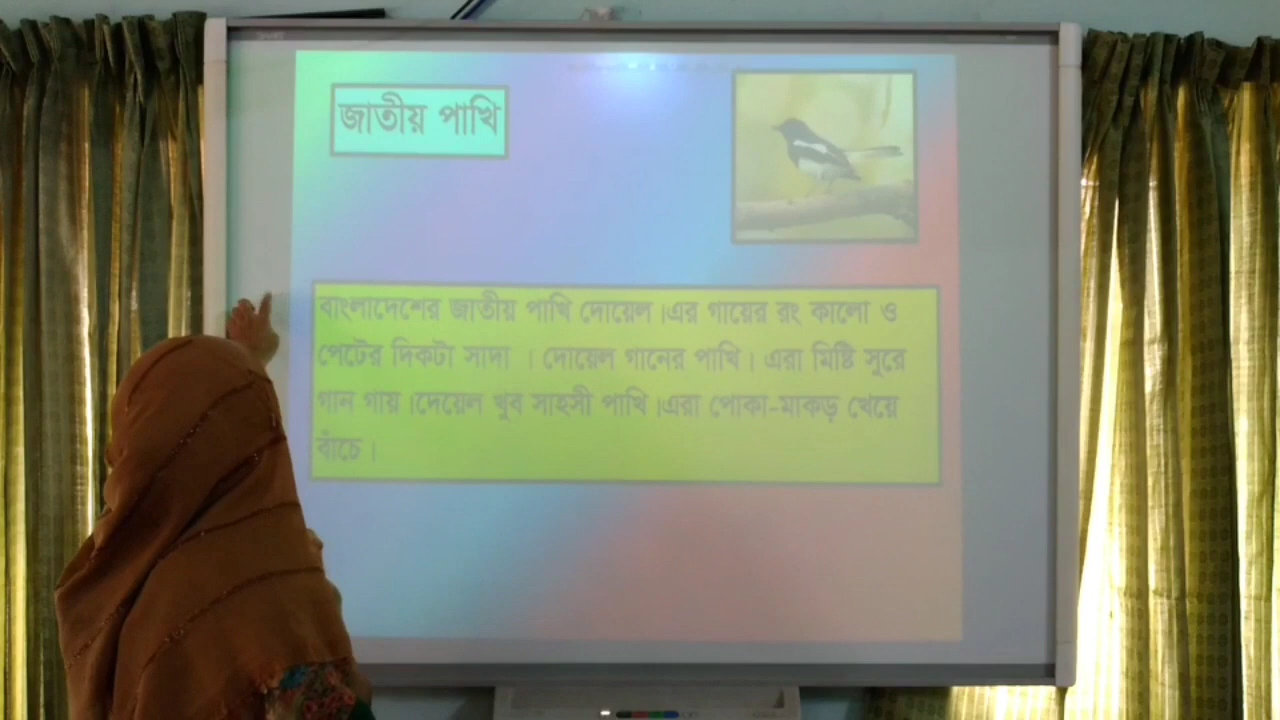 জাতীয় পাখি
বাংলাদেশের জাতীয় পাখি দোয়েল।এর গায়ের রং কালো ও
পেটের দিকটা সাদা । দোয়েল গানের পাখি। এরা মিষ্টি সূরে
গান গায়।দেয়েল খুব সাহসী পাখি।এরা পোকা-মাকড় খেয়ে
বাঁচে।